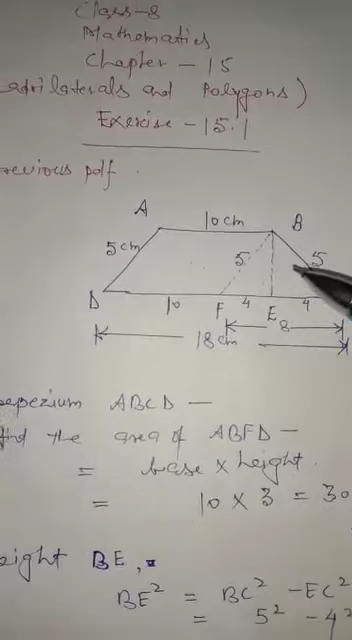 Class-8
Mathematics
Chapter - 15
adrilaterals and Polygons)
Exercise - 15.1
evious pdf.
A 10 cm B
5 cm 5 5
D 10 F 4 E 4
8
18 cm
apezium ABCD —
ind the area of ABFD —
= base x height.
= 10 x 3 = 30
eight BE,
BE² = BC² - EC²
= 5² - 4²